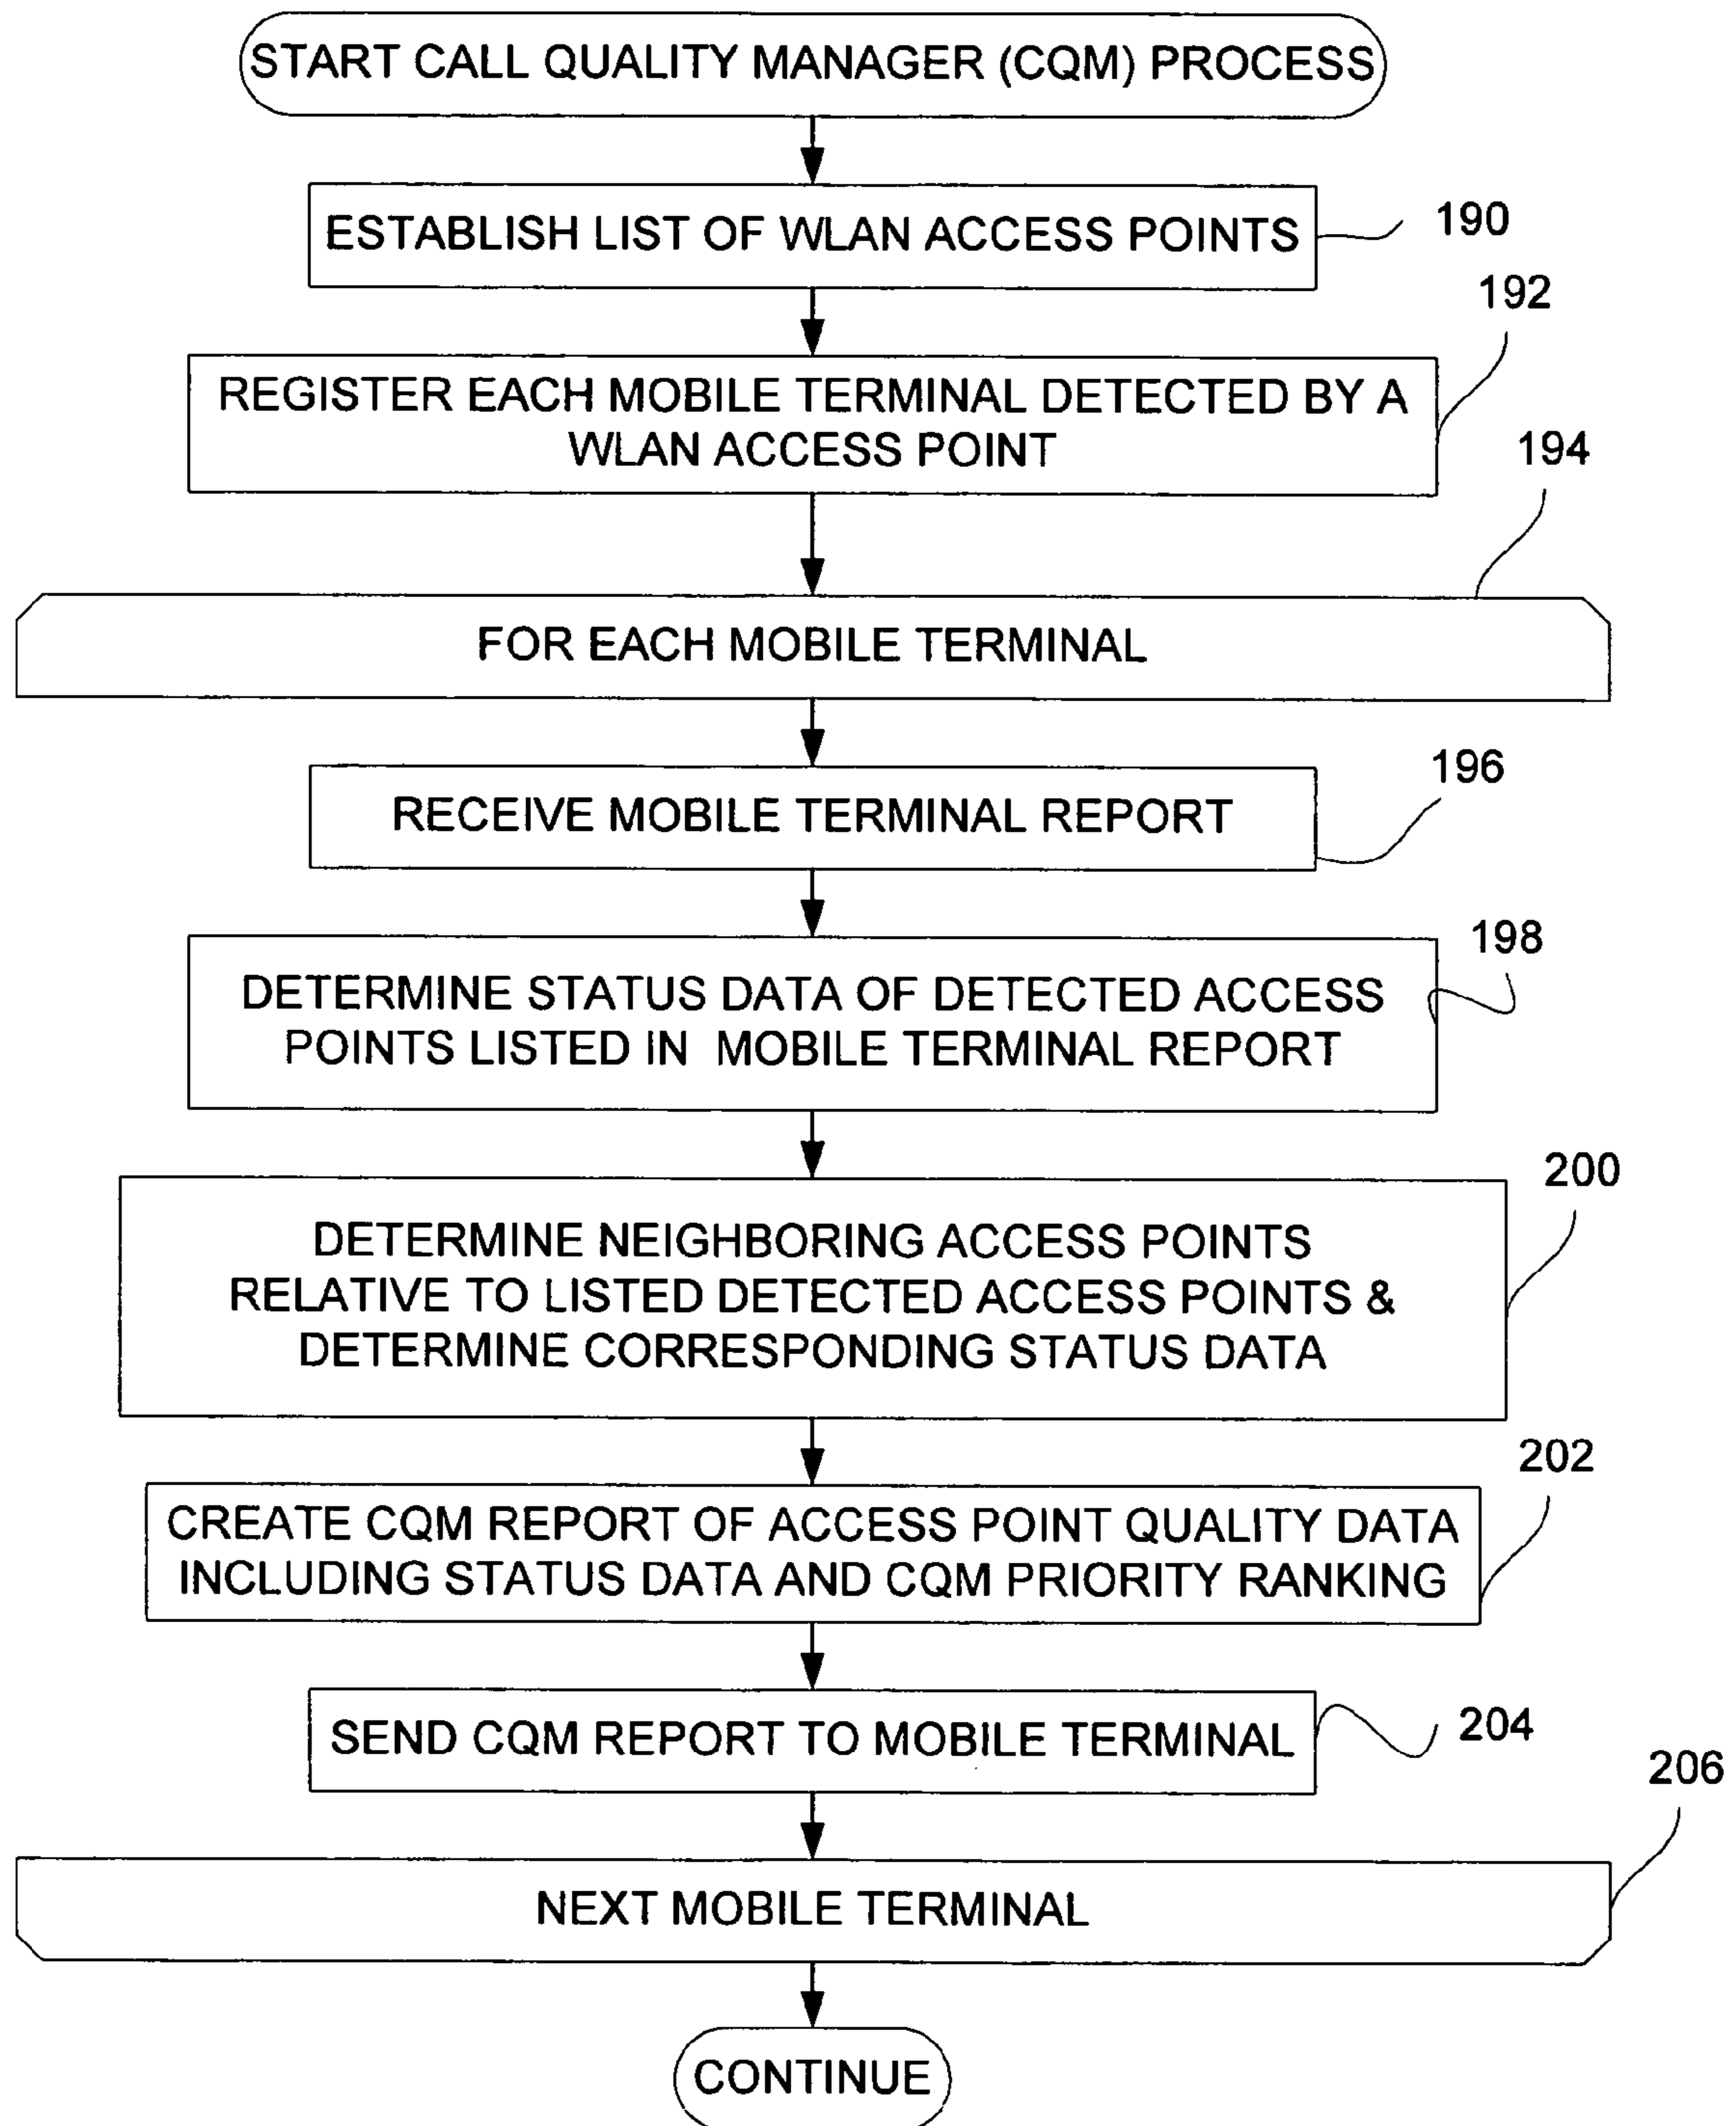 START CALL QUALITY MANAGER (CQM) PROCESS
ESTABLISH LIST OF WLAN ACCESS POINTS
190
192
REGISTER EACH MOBILE TERMINAL DETECTED BY A
WLAN ACCESS POINT
194
FOR EACH MOBILE TERMINAL
196
RECEIVE MOBILE TERMINAL REPORT
198
DETERMINE STATUS DATA OF DETECTED ACCESS
POINTS LISTED IN MOBILE TERMINAL REPORT
200
DETERMINE NEIGHBORING ACCESS POINTS
RELATIVE TO LISTED DETECTED ACCESS POINTS &
DETERMINE CORRESPONDING STATUS DATA
202
CREATE CQM REPORT OF ACCESS POINT QUALITY DATA
INCLUDING STATUS DATA AND CQM PRIORITY RANKING
SEND CQM REPORT TO MOBILE TERMINAL
204
206
NEXT MOBILE TERMINAL
CONTINUE